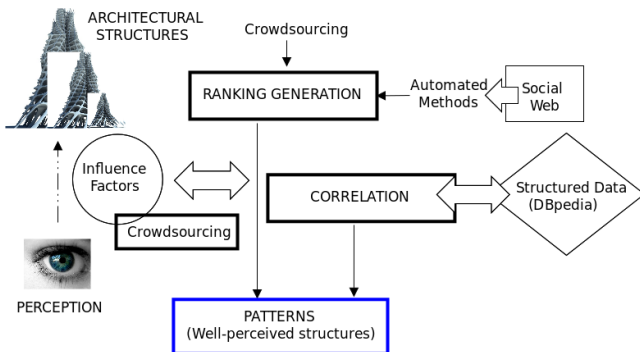 ARCHITECTURAL
STRUCTURES
Crowdsourcing
RANKING GENERATION
Automated
Methods
Social
Web
Influence
Factors
Crowdsourcing
CORRELATION
Structured Data
(DBpedia)
PERCEPTION
PATTERNS
(Well-perceived structures)